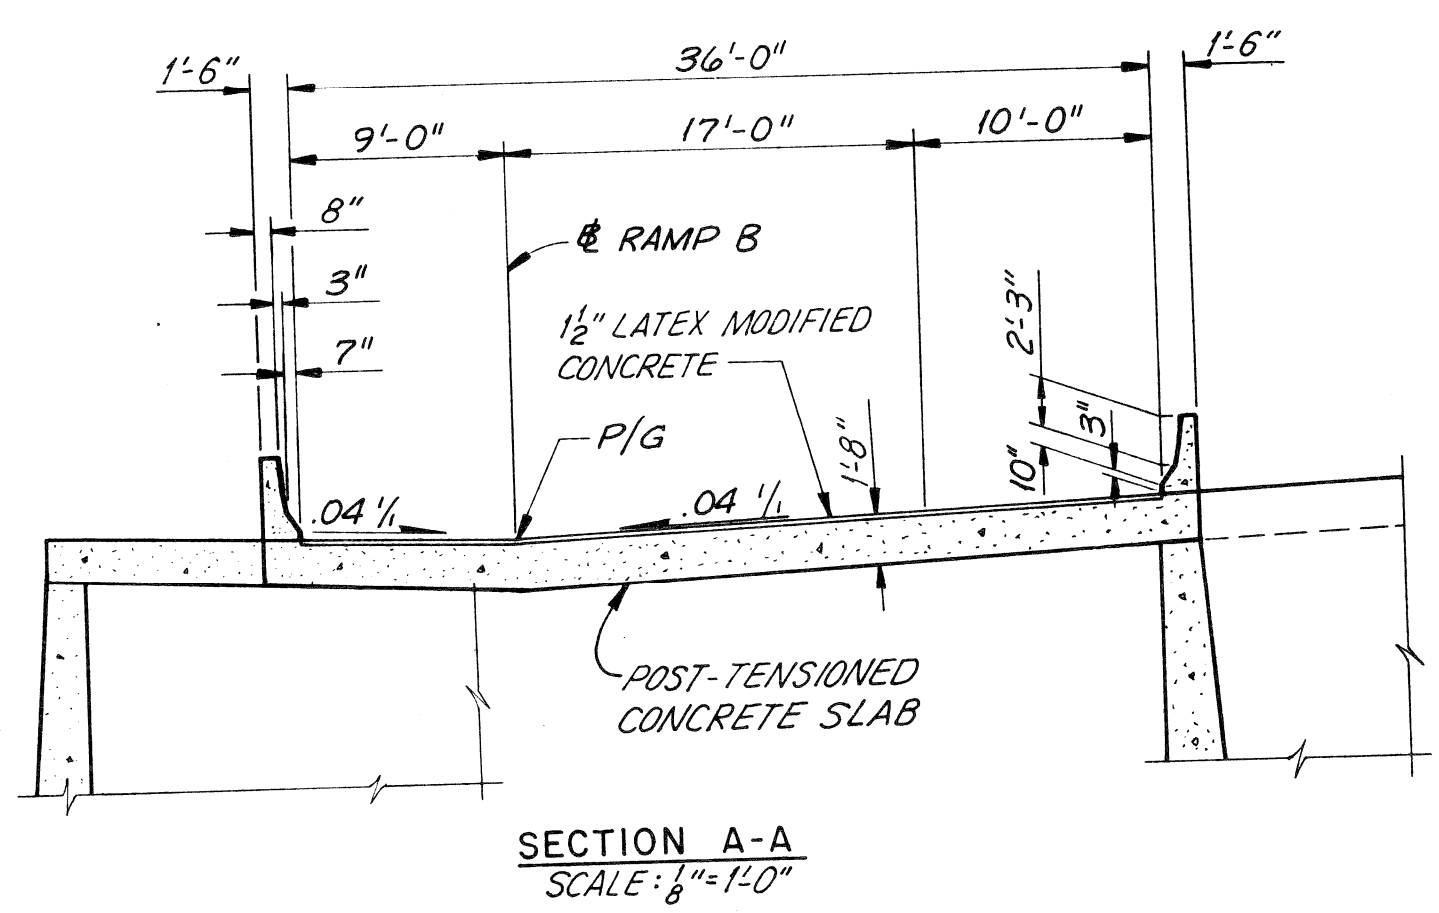 1'-6"
36'-0"
1'-6"
9'-0"
17'-0"
10'-0"
8"
℄ RAMP B
3"
2'-3"
1½" LATEX MODIFIED
CONCRETE
7"
3"
P/G
1'-8"
10"
.04 1/1
.04 1/1
POST-TENSIONED
CONCRETE SLAB
SECTION A-A
SCALE: ⅛"=1'-0"